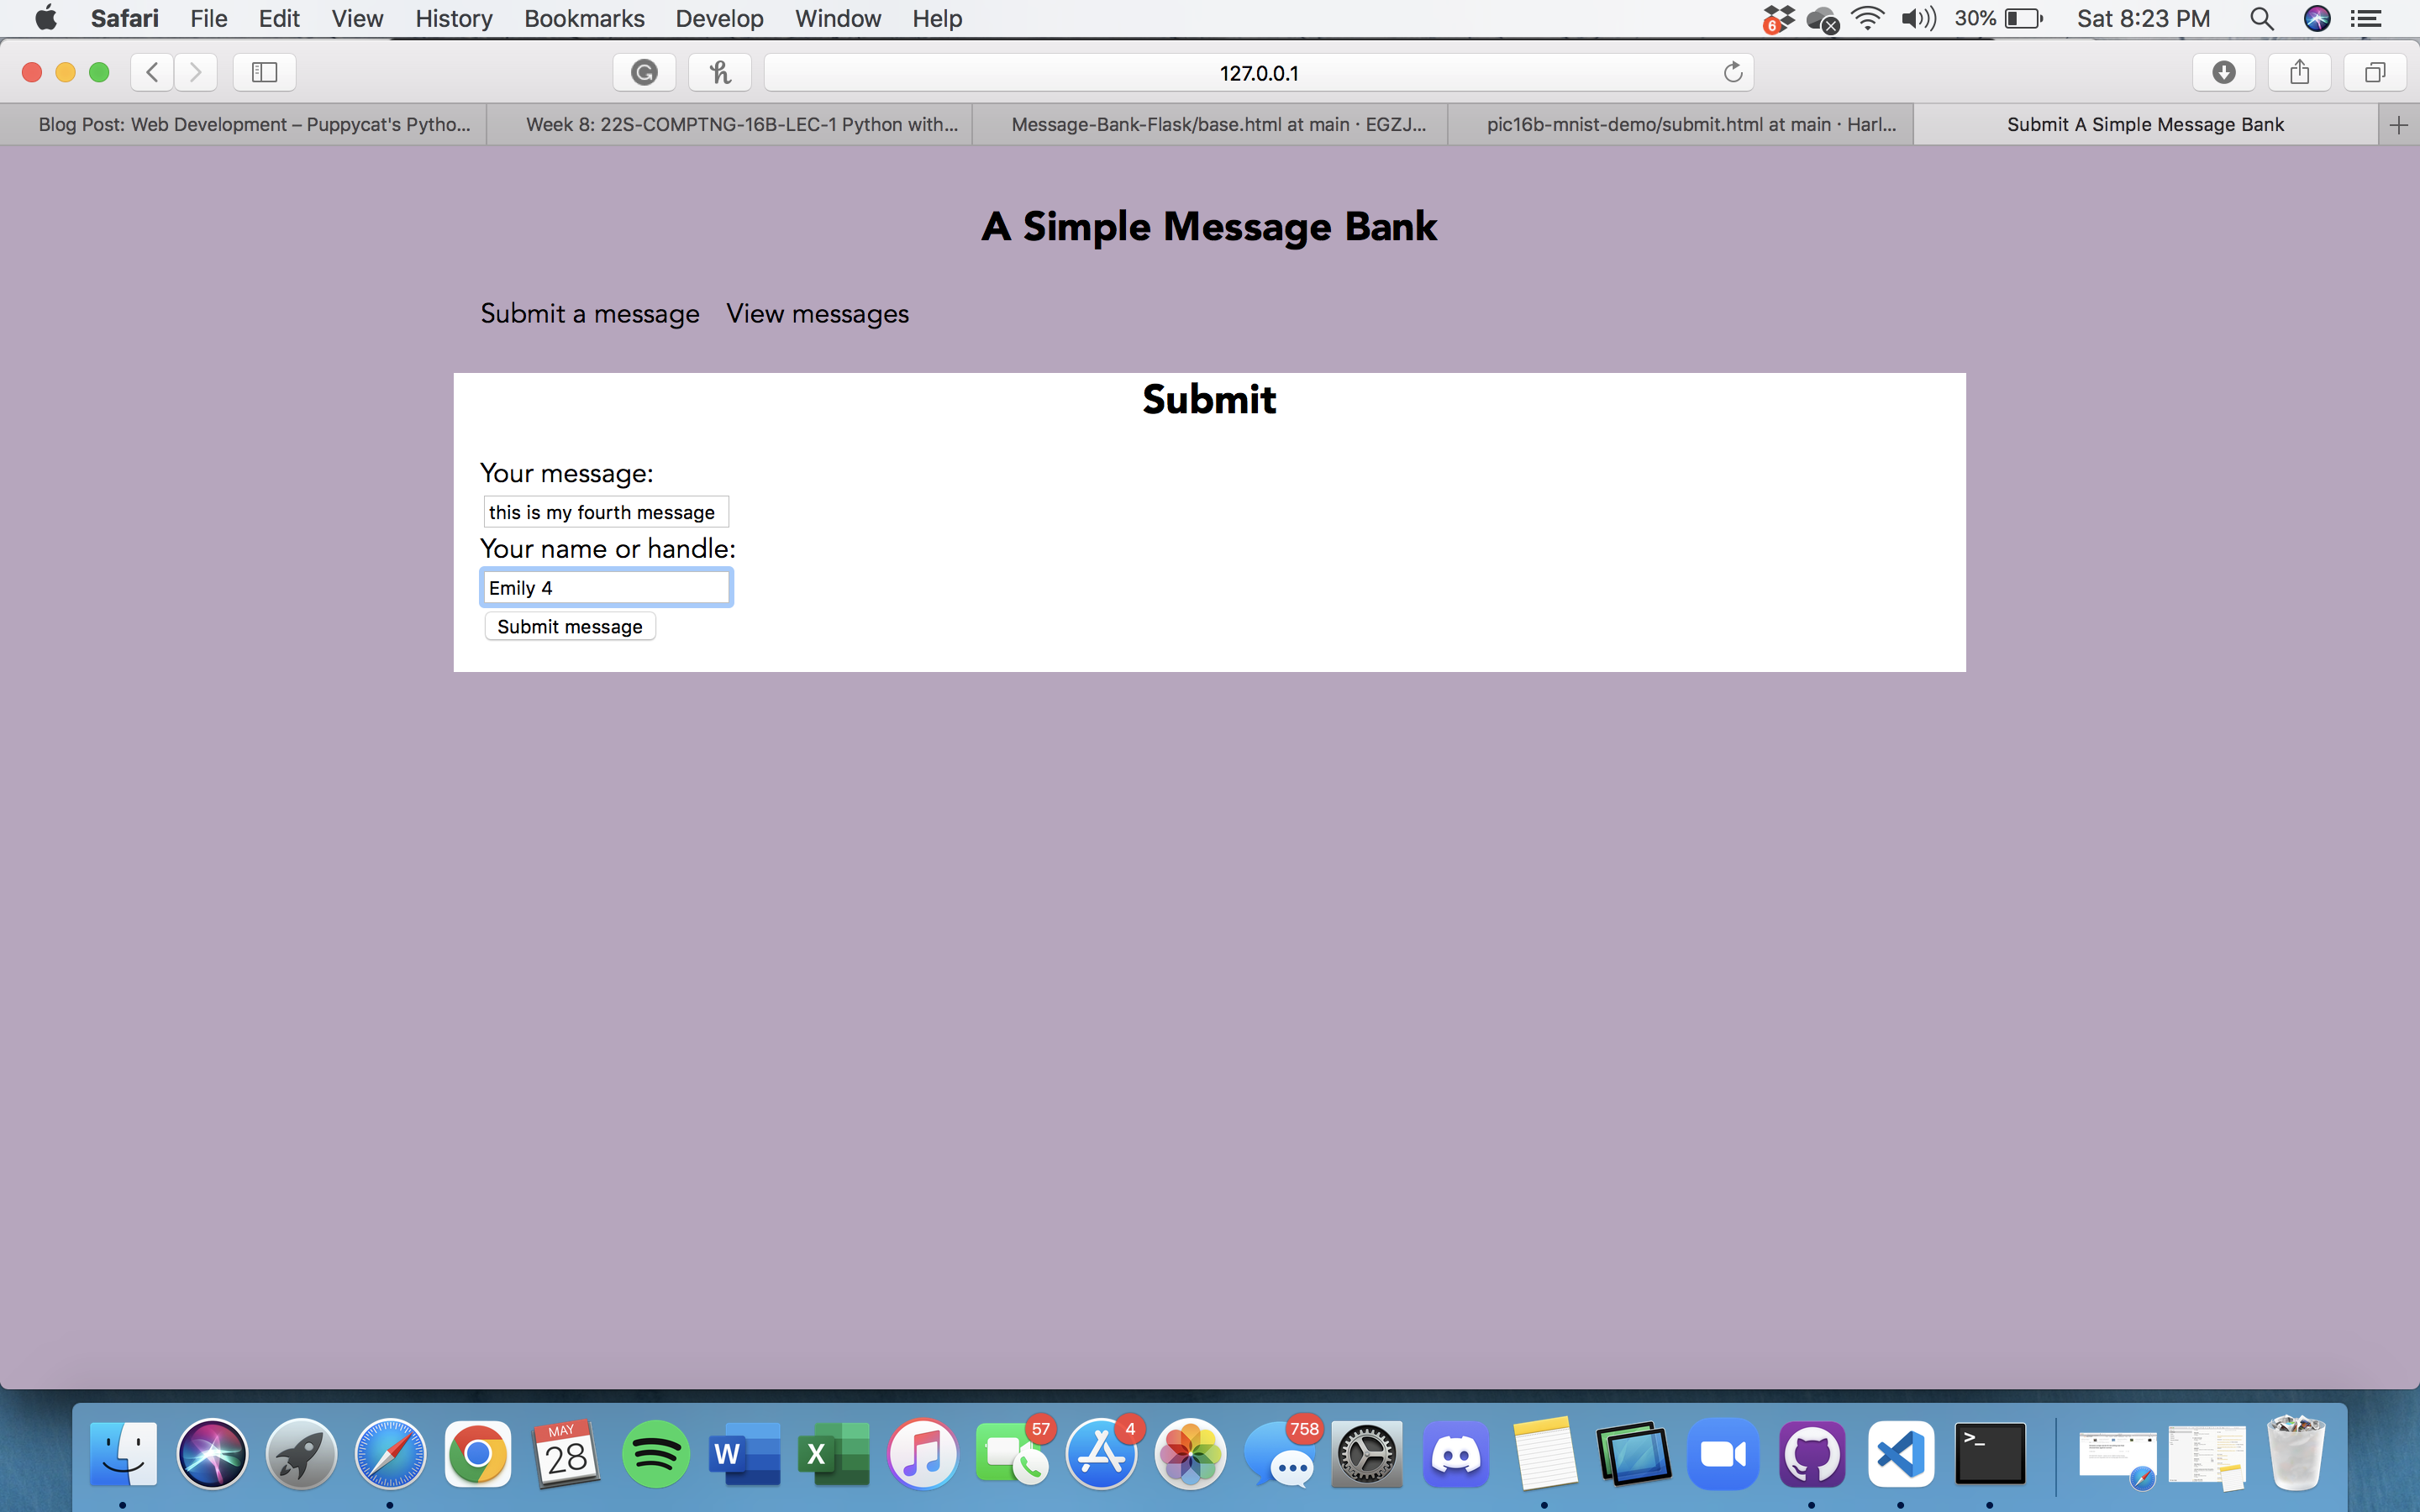 Safari File Edit View History Bookmarks Develop Window Help 6 30% Sat 8:23 PM
127.0.0.1
Blog Post: Web Development – Puppycat's Pytho... Week 8: 22S-COMPTNG-16B-LEC-1 Python with... Message-Bank-Flask/base.html at main · EGZJ... pic16b-mnist-demo/submit.html at main · Harl... Submit A Simple Message Bank
A Simple Message Bank
Submit a message View messages
Submit
Your message:
this is my fourth message
Your name or handle:
Emily 4
Submit message
MAY 28 W X 57 4 758 >_